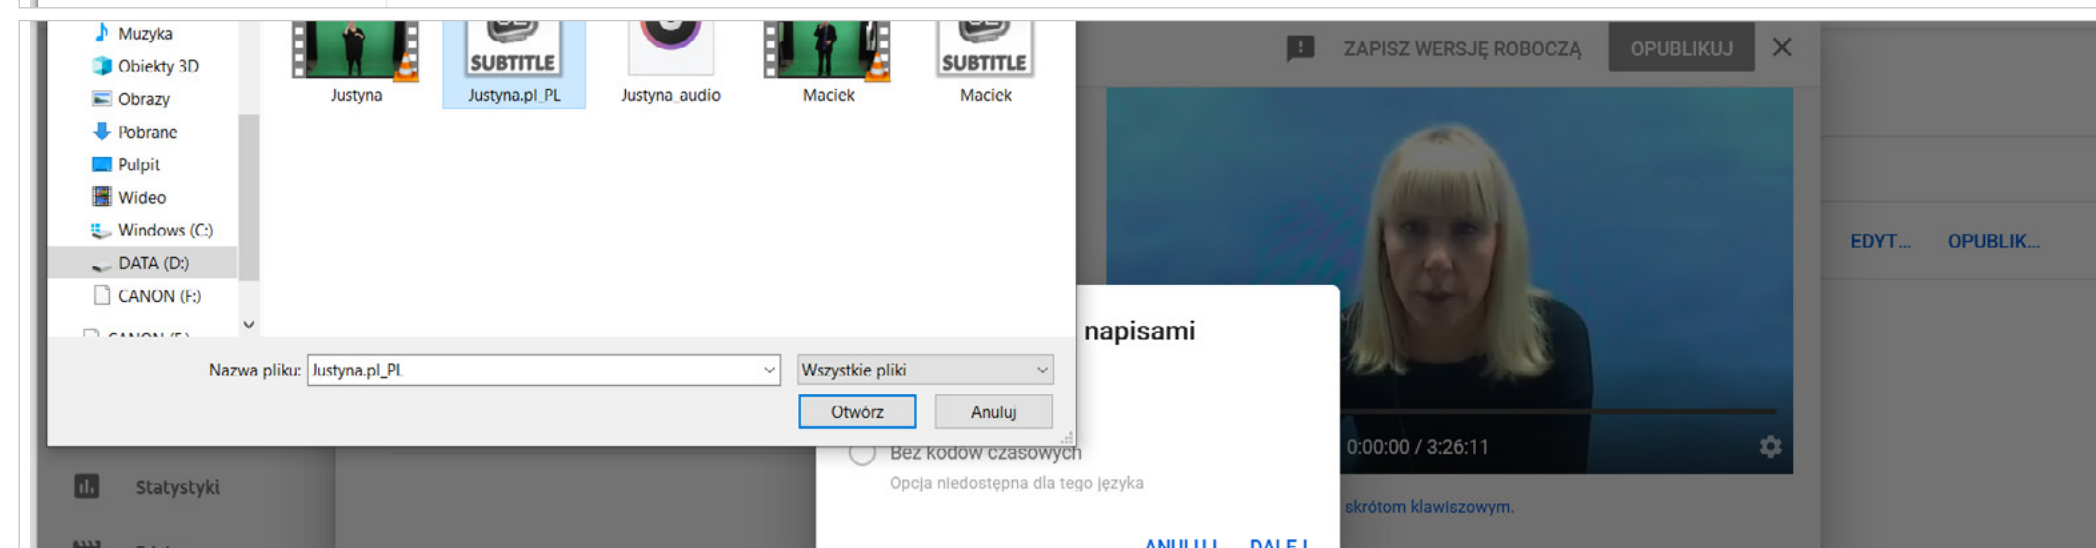 Muzyka
Obiekty 3D
Obrazy
Pobrane
Pulpit
Wideo
Windows (C:)
DATA (D:)
CANON (F:)
SUBTITLE
SUBTITLE
Justyna
Justyna.pl_PL
Justyna_audio
Maciek
Maciek
Nazwa pliku:
Justyna.pl_PL
Wszystkie pliki
Otwórz
Anuluj
ZAPISZ WERSJĘ ROBOCZĄ
OPUBLIKUJ
EDYT...
OPUBLIK...
napisami
Bez kodów czasowych
Opcja niedostępna dla tego języka
ANULUJ
DALEJ
0:00:00 / 3:26:11
skrótom klawiszowym.
Statystyki